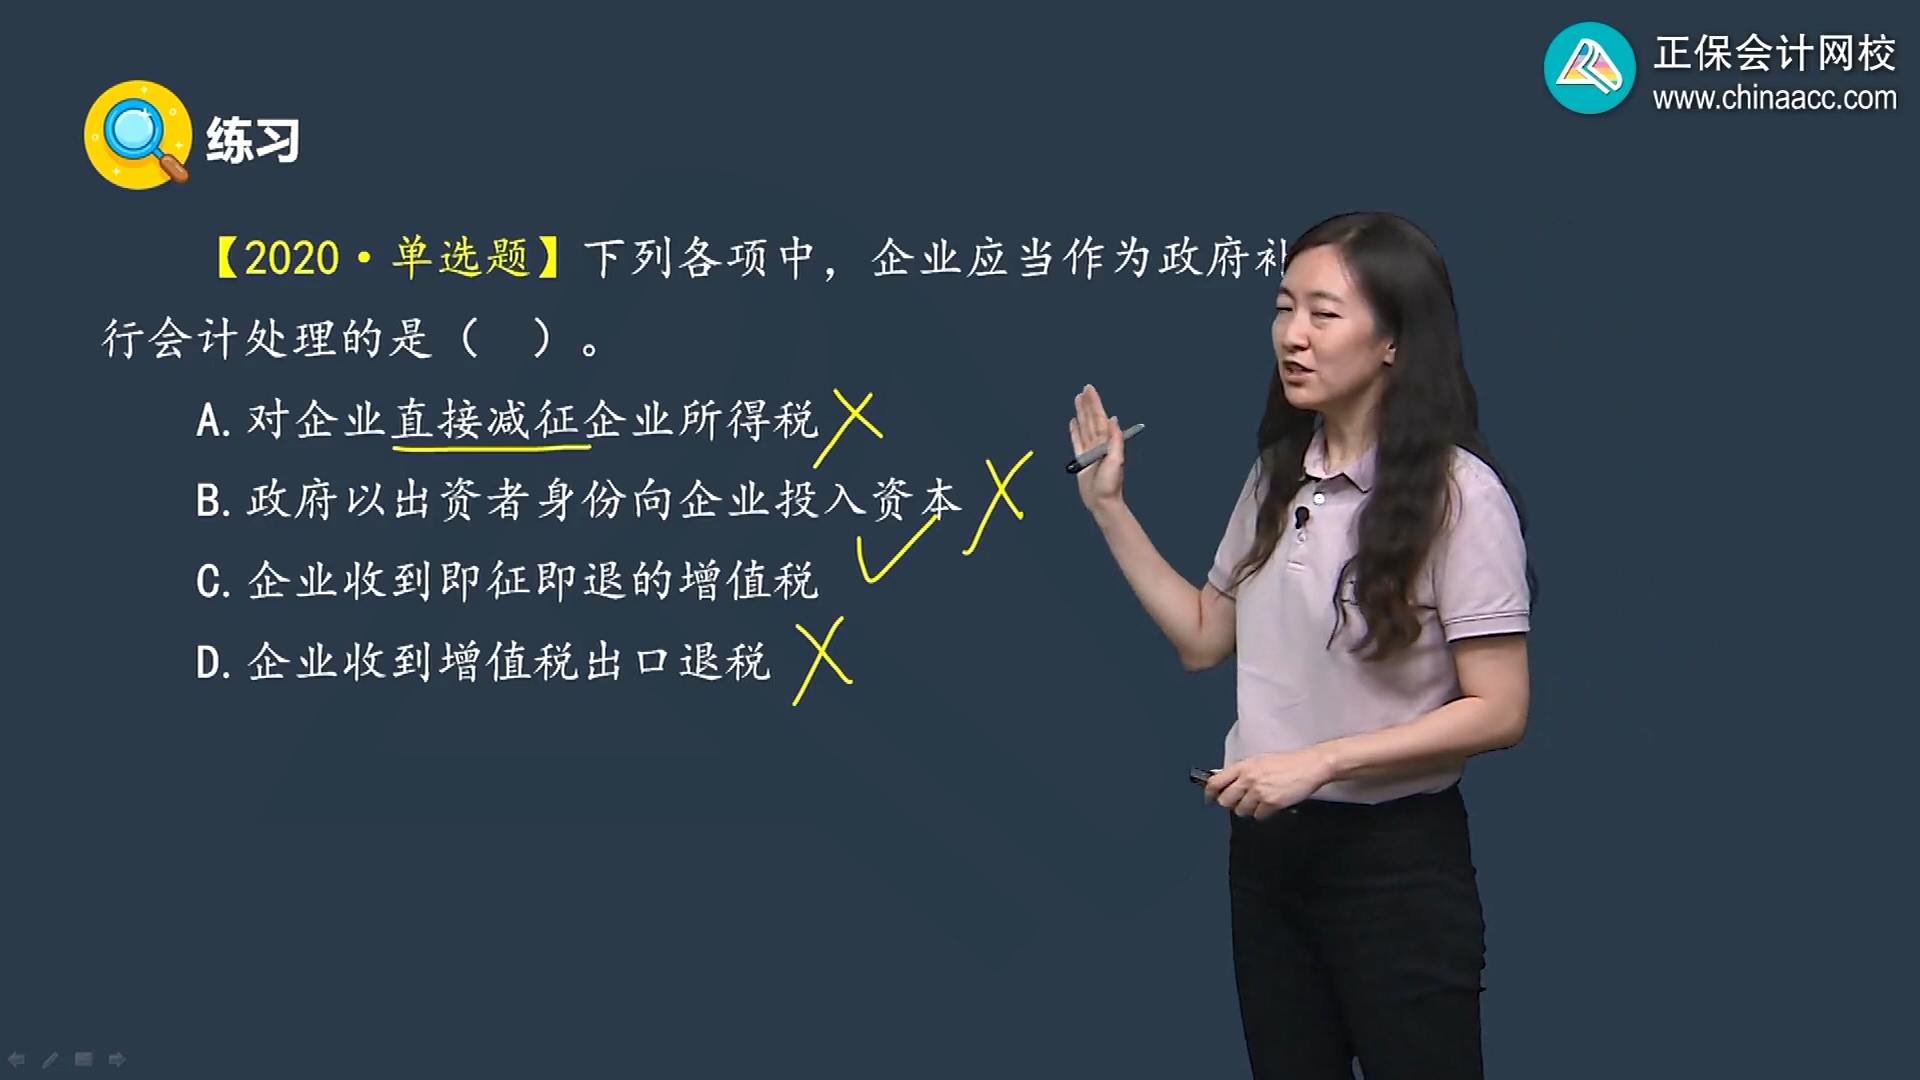 正保会计网校
www.chinaacc.com
练习
【2020·单选题】下列各项中，企业应当作为政府
行会计处理的是（ ）。
A. 对企业直接减征企业所得税
B. 政府以出资者身份向企业投入资本
C. 企业收到即征即退的增值税
D. 企业收到增值税出口退税